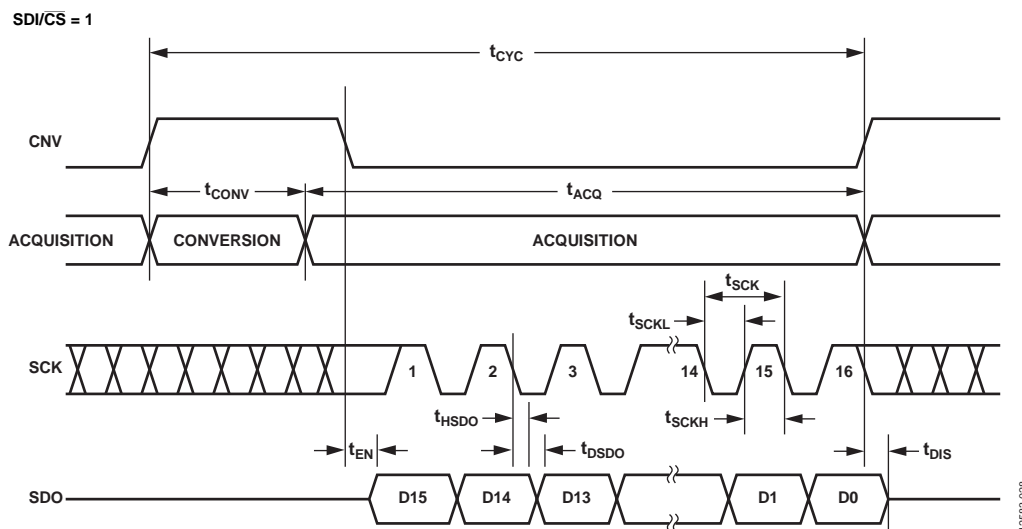 SDI/CS = 1
tCYC
CNV
tCONV
tACQ
ACQUISITION
CONVERSION
ACQUISITION
tSCK
tSCKL
SCK
1
2
3
14
15
16
tHSDO
tSCKH
tEN
tDSDO
tDIS
SDO
D15
D14
D13
D1
D0